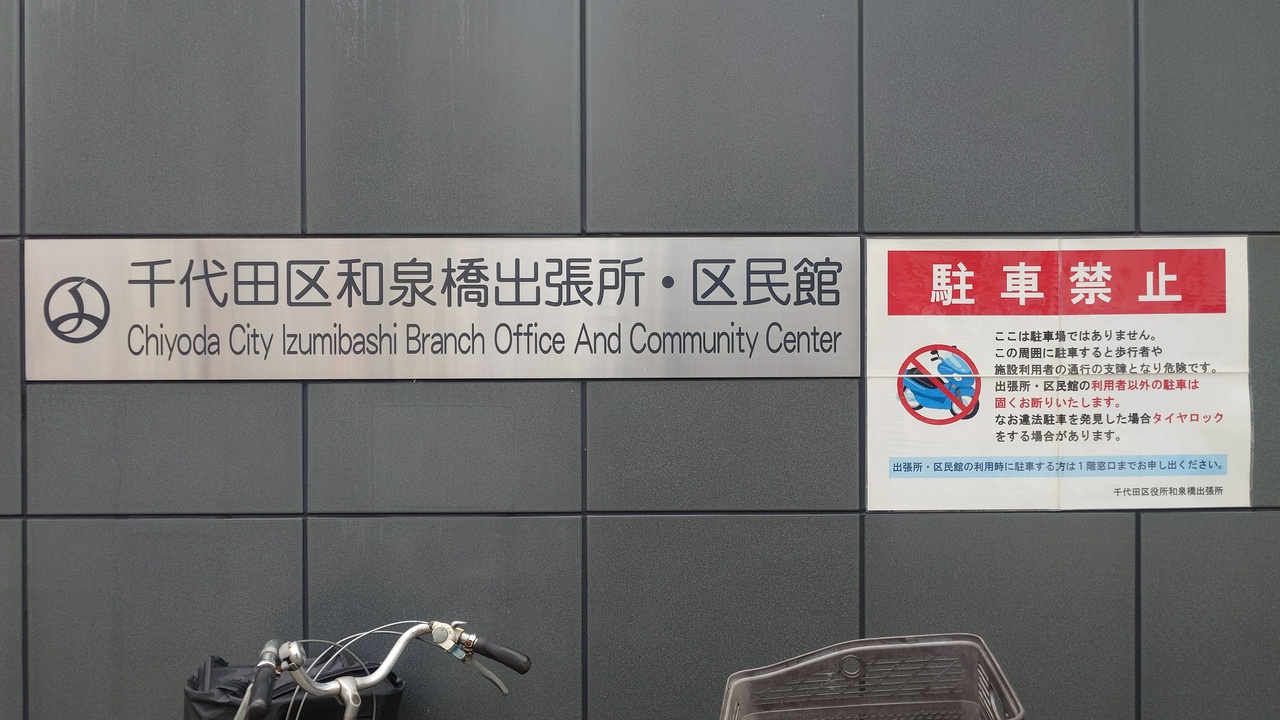 千代田区和泉橋出張所・区民館
Chiyoda City Izumibashi Branch Office And Community Center
駐車禁止
ここは駐車場ではありません。
この周囲に駐車すると歩行者や
施設利用者の通行の支障となり危険です。
出張所・区民館の利用者以外の駐車は
固くお断りいたします。
なお違法駐車を発見した場合タイヤロック
をする場合があります。
出張所・区民館の利用時に駐車する方は1階窓口までお申し出ください。
千代田区役所和泉橋出張所